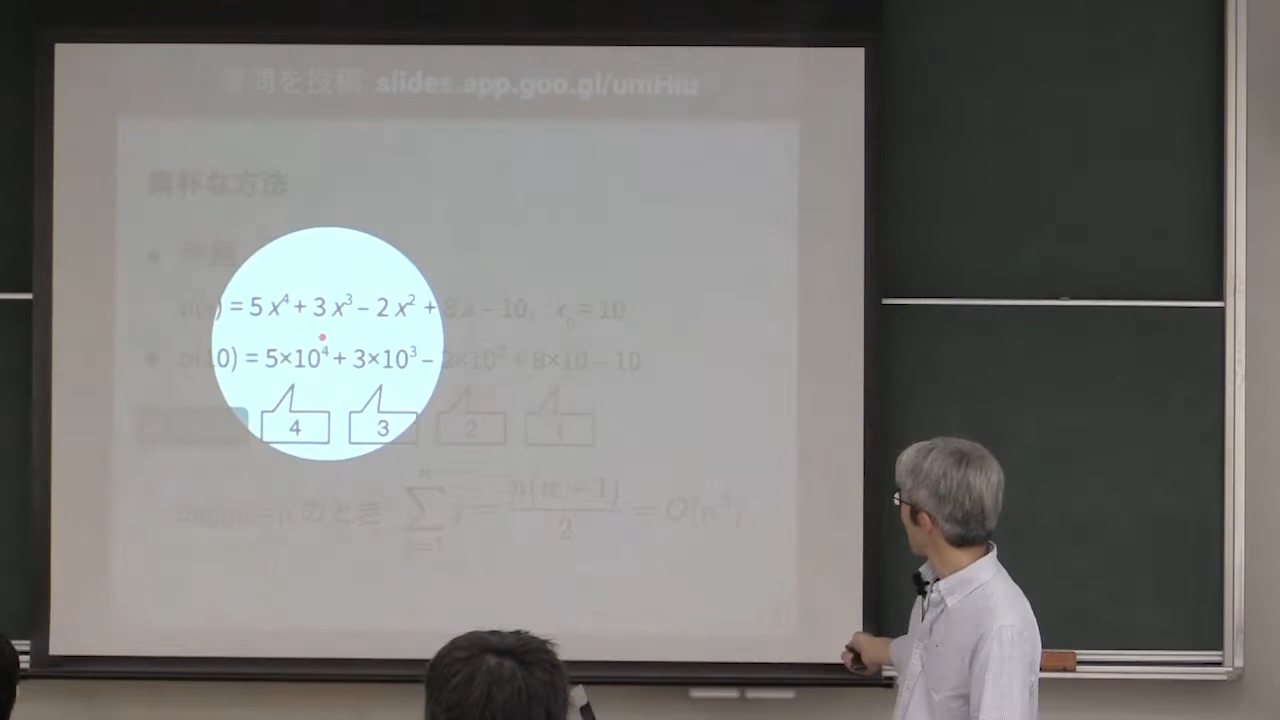 質問を投稿 slides.app.goo.gl/umHiu
素朴な方法
• 例題
p(x) = 5x⁴ + 3x³ − 2x² + 8x − 10, x₀ = 10
• p(10) = 5×10⁴ + 3×10³ − 2×10² + 8×10 − 10
4 3 2 1
のとき